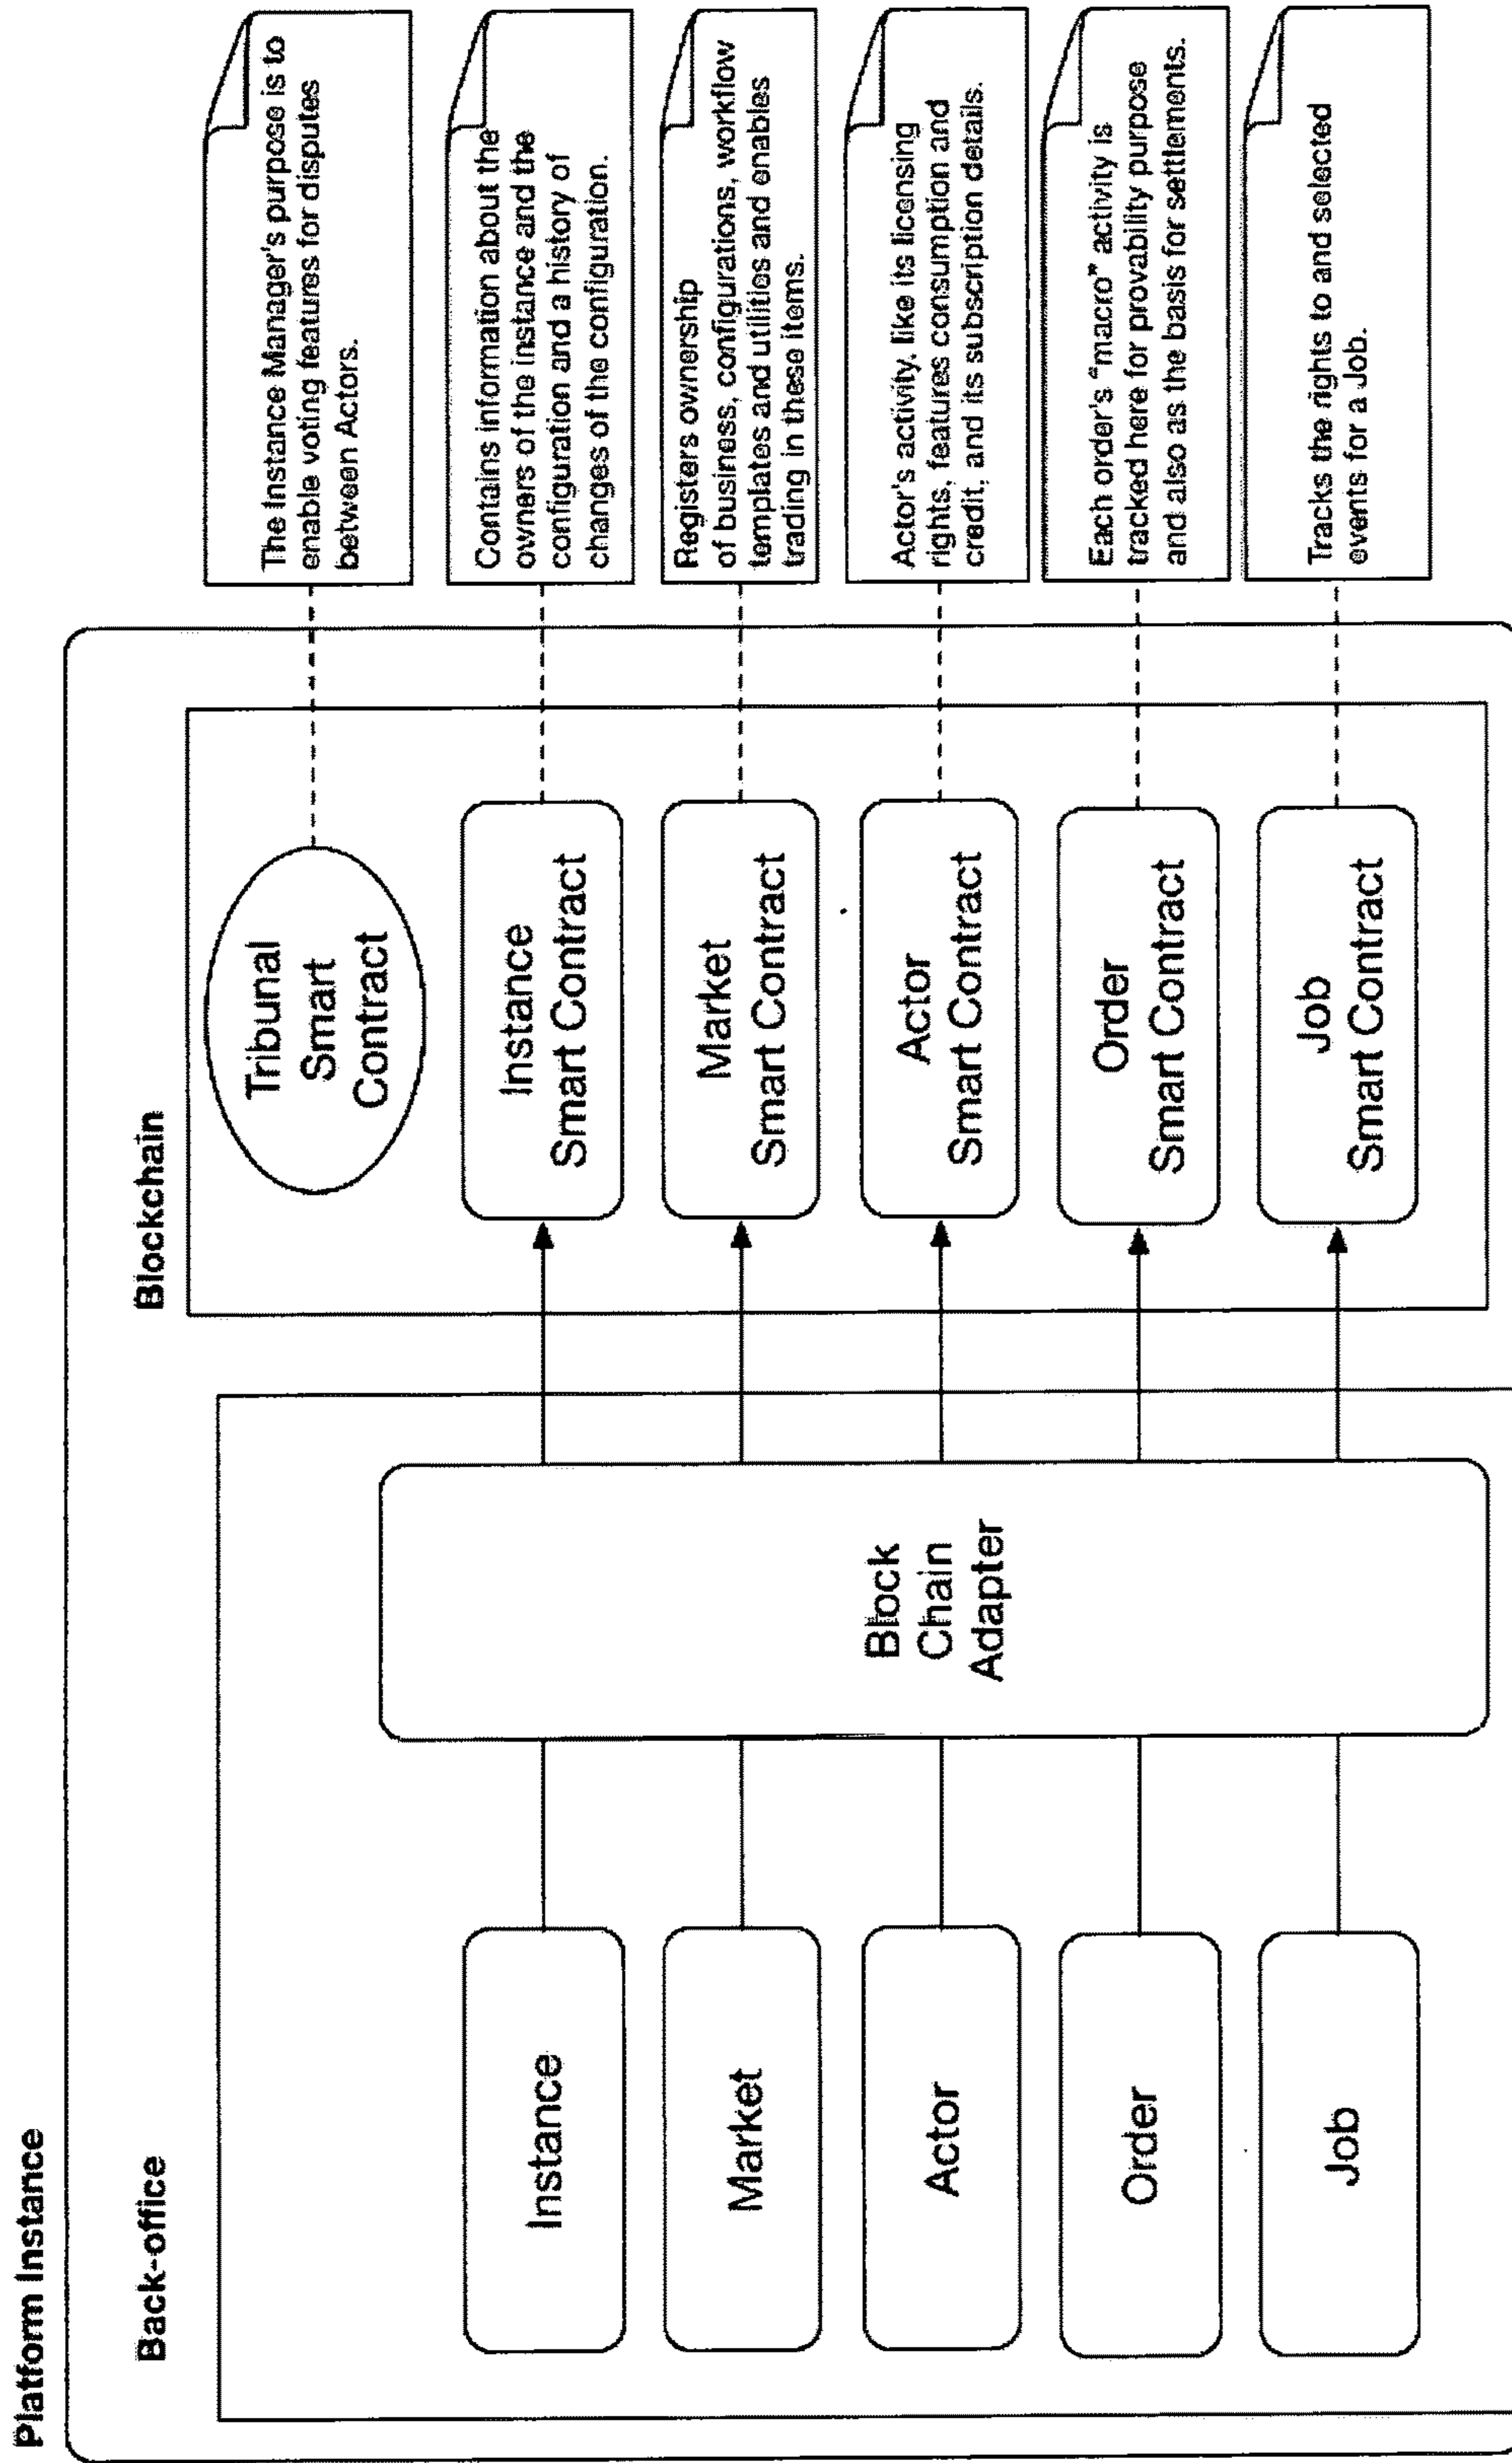 Platform Instance
Back-office
Blockchain
Instance
Market
Actor
Order
Job
Block
Chain
Adapter
Tribunal
Smart
Contract
Instance
Smart Contract
Market
Smart Contract
Actor
Smart Contract
Order
Smart Contract
Job
Smart Contract
The Instance Manager's purpose is to
enable voting features for disputes
between Actors.
Contains information about the
owners of the instance and the
configuration and a history of
changes of the configuration.
Registers ownership
of business, configurations, workflow
templates and utilities and enables
trading in these items.
Actor's activity, like its licensing
rights, features consumption and
credit, and its subscription details.
Each order's "macro" activity is
tracked here for provability purpose
and also as the basis for settlements.
Tracks the rights to and selected
events for a Job.